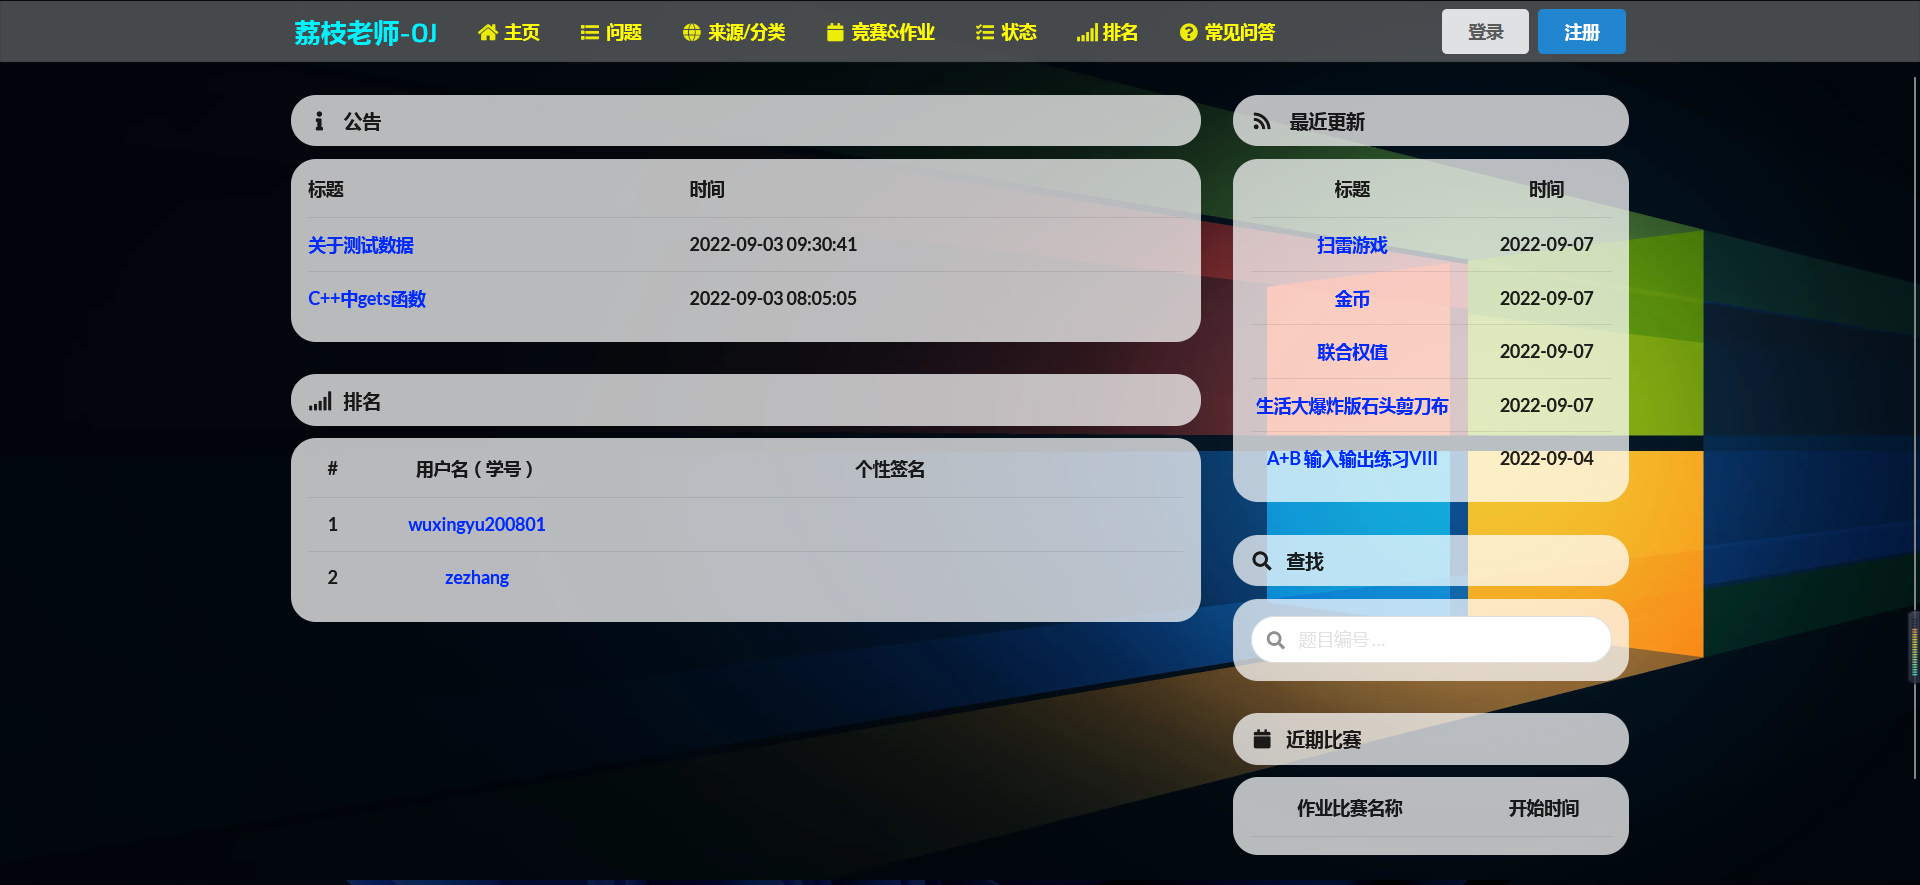 荔枝老师-OJ 主页 问题 来源/分类 竞赛&作业 状态 排名 常见问答 登录 注册
公告
标题 时间
关于测试数据 2022-09-03 09:30:41
C++中gets函数 2022-09-03 08:05:05
排名
# 用户名（学号） 个性签名
1 wuxingyu200801
2 zezhang
最近更新
标题 时间
扫雷游戏 2022-09-07
金币 2022-09-07
联合权值 2022-09-07
生活大爆炸版石头剪刀布 2022-09-07
A+B 输入输出练习VIII 2022-09-04
查找
题目编号 ...
近期比赛
作业比赛名称 开始时间